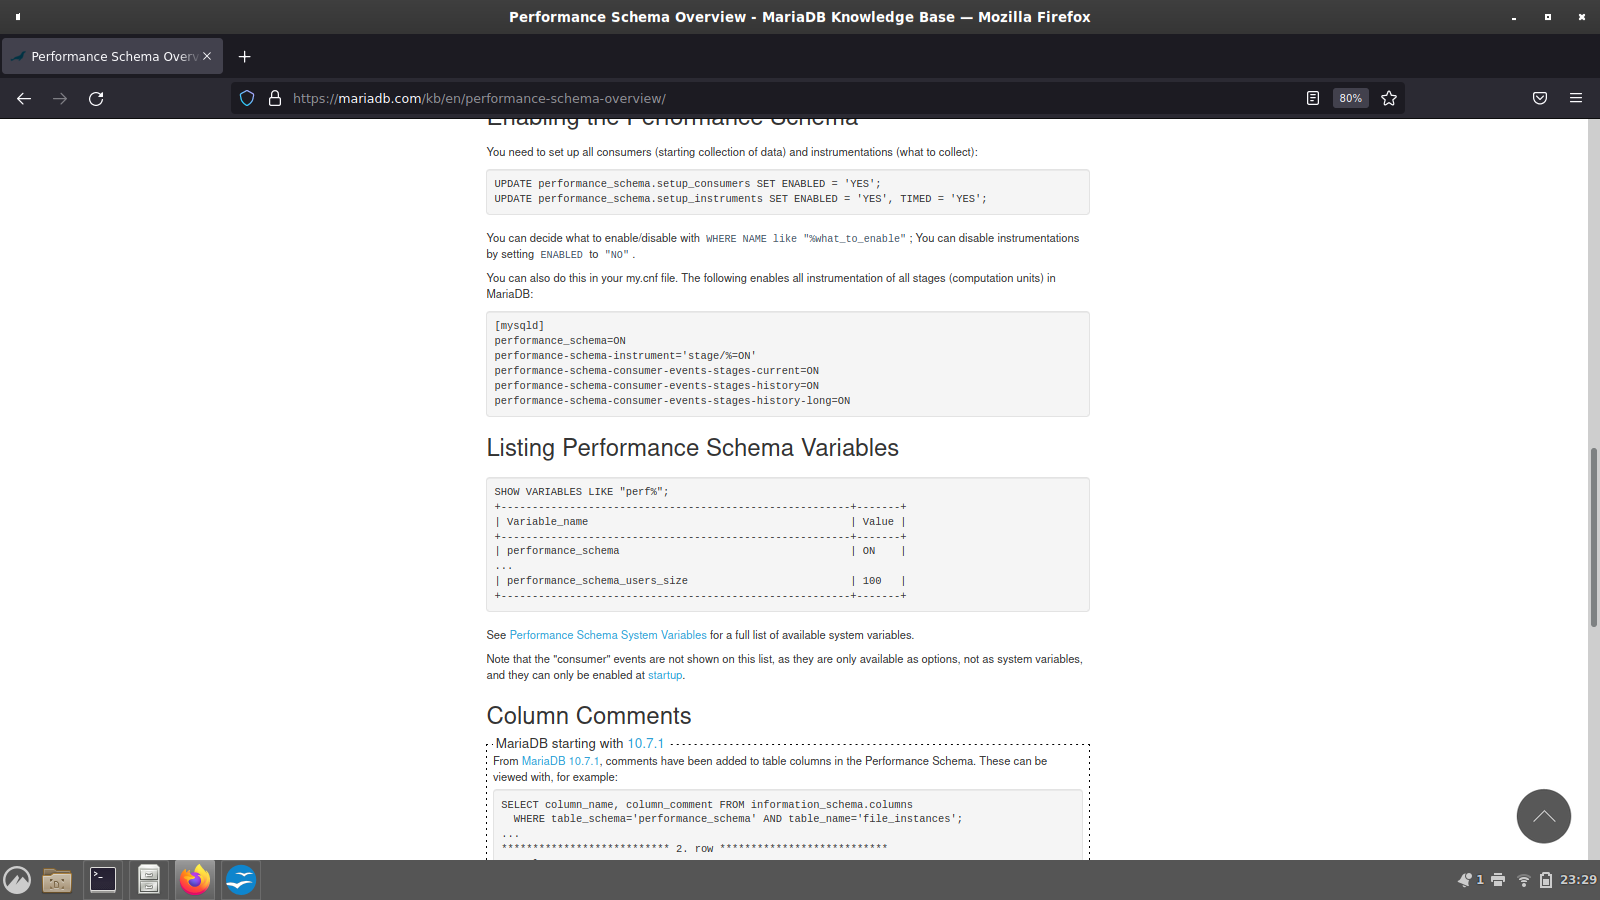 Performance Schema Overview - MariaDB Knowledge Base — Mozilla Firefox
Performance Schema Overv
https://mariadb.com/kb/en/performance-schema-overview/
80%
Enabling the Performance Schema
You need to set up all consumers (starting collection of data) and instrumentations (what to collect):
UPDATE performance_schema.setup_consumers SET ENABLED = 'YES';
UPDATE performance_schema.setup_instruments SET ENABLED = 'YES', TIMED = 'YES';
You can decide what to enable/disable with WHERE NAME like "%what_to_enable" ; You can disable instrumentations
by setting ENABLED to "NO" .
You can also do this in your my.cnf file. The following enables all instrumentation of all stages (computation units) in
MariaDB:
[mysqld]
performance_schema=ON
performance-schema-instrument='stage/%=ON'
performance-schema-consumer-events-stages-current=ON
performance-schema-consumer-events-stages-history=ON
performance-schema-consumer-events-stages-history-long=ON
Listing Performance Schema Variables
SHOW VARIABLES LIKE "perf%";
+--------------------------------------------------------+-------+
| Variable_name                                          | Value |
+--------------------------------------------------------+-------+
| performance_schema                                     | ON    |
...
| performance_schema_users_size                          | 100   |
+--------------------------------------------------------+-------+
See Performance Schema System Variables for a full list of available system variables.
Note that the "consumer" events are not shown on this list, as they are only available as options, not as system variables,
and they can only be enabled at startup.
Column Comments
MariaDB starting with 10.7.1
From MariaDB 10.7.1, comments have been added to table columns in the Performance Schema. These can be
viewed with, for example:
SELECT column_name, column_comment FROM information_schema.columns
  WHERE table_schema='performance_schema' AND table_name='file_instances';
...
*************************** 2. row ***************************
1
23:29